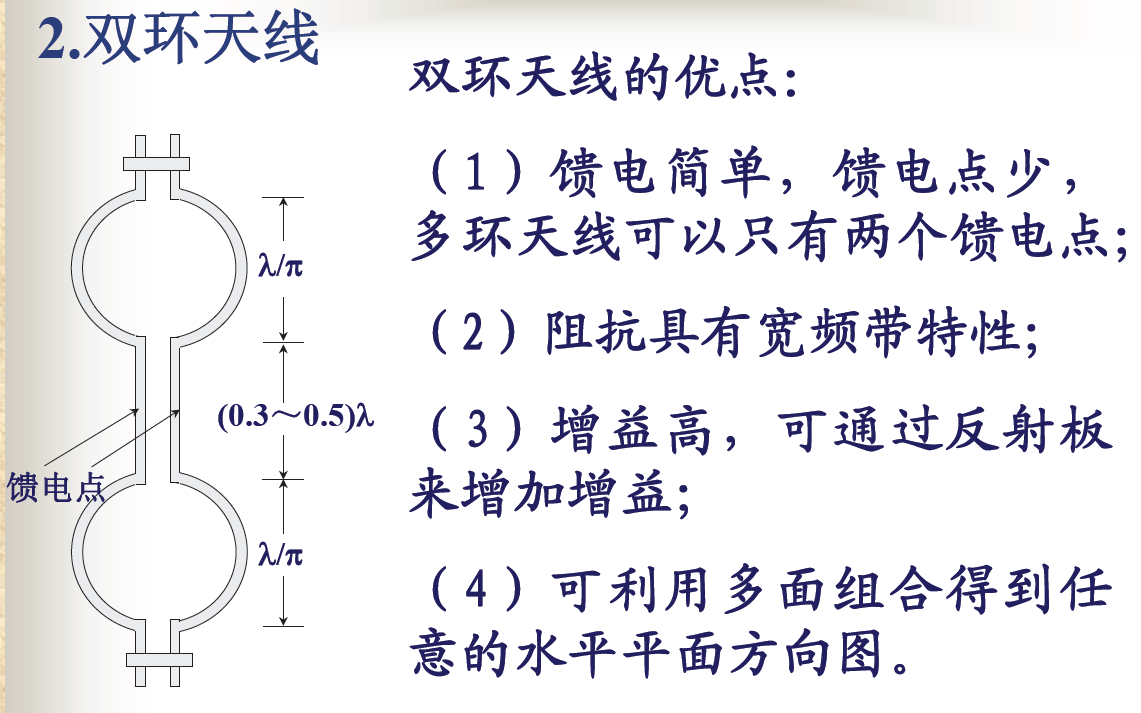 2.双环天线
双环天线的优点：
（1）馈电简单，馈电点少，
多环天线可以只有两个馈电点；
（2）阻抗具有宽频带特性；
（3）增益高，可通过反射板
来增加增益；
（4）可利用多面组合得到任
意的水平平面方向图。
λ/π
(0.3～0.5)λ
馈电点
λ/π